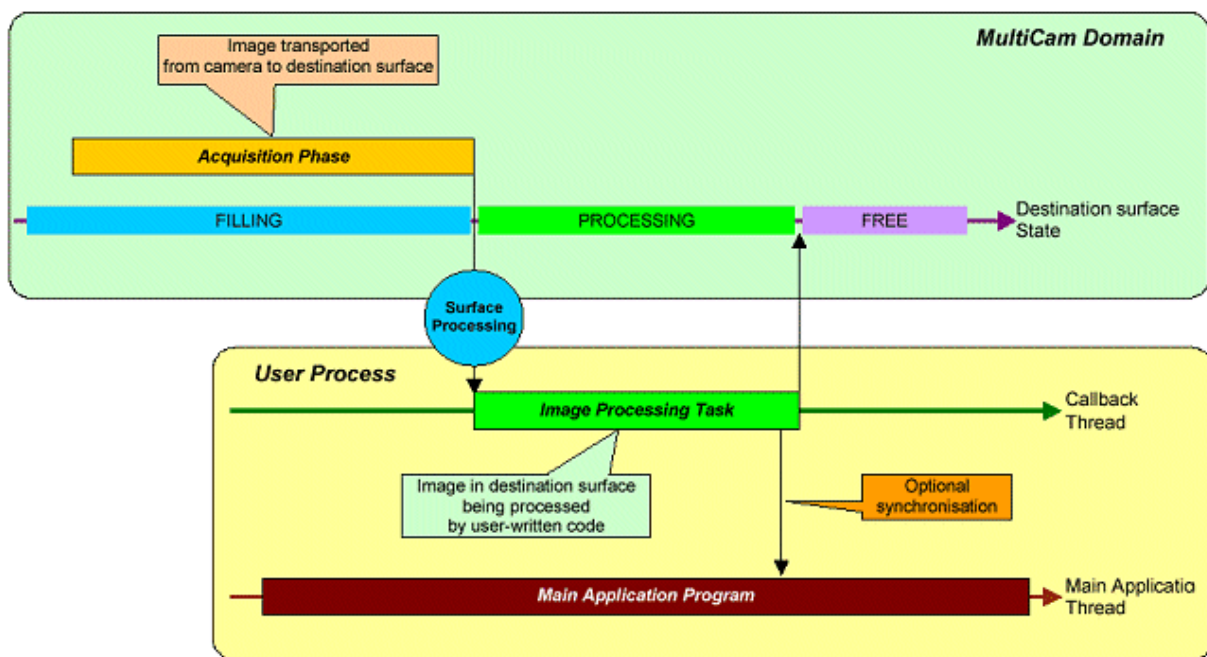 MultiCam Domain
Image transported
from camera to destination surface
Acquisition Phase
FILLING
PROCESSING
FREE
Destination surface
State
Surface
Processing
User Process
Image Processing Task
Callback
Thread
Image in destination surface
being processed
by user-written code
Optional
synchronisation
Main Application Program
Main Applicatio
Thread